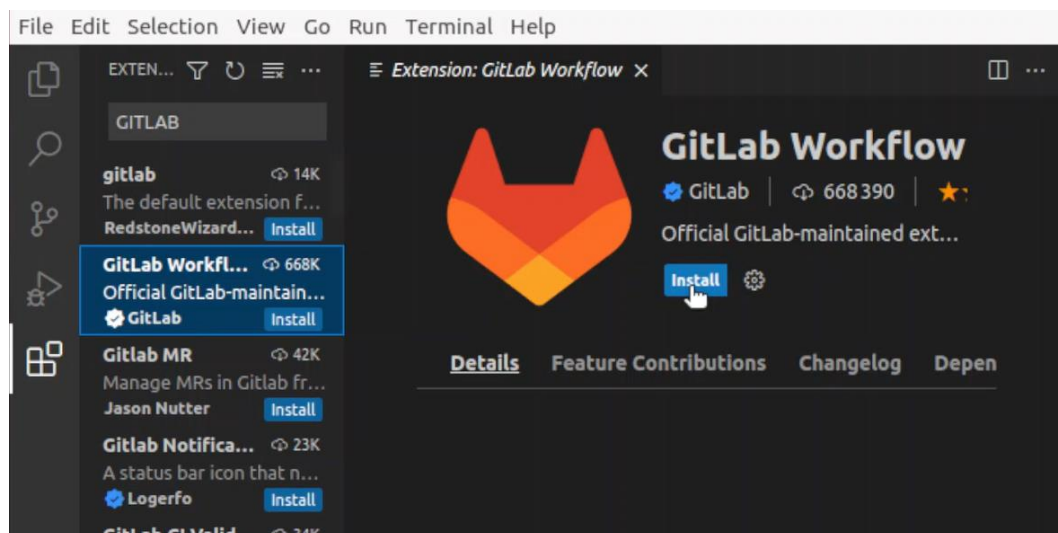 File Edit Selection View Go Run Terminal Help
EXTEN...
Extension: GitLab Workflow
GITLAB
gitlab 14K
The default extension f...
RedstoneWizard... Install
GitLab Workfl... 668K
Official GitLab-maintain...
GitLab Install
Gitlab MR 42K
Manage MRs in Gitlab fr...
Jason Nutter Install
Gitlab Notifica... 23K
A status bar icon that n...
Logerfo Install
GitLab Workflow
GitLab 668390
Official GitLab-maintained ext...
Install
Details Feature Contributions Changelog Depen